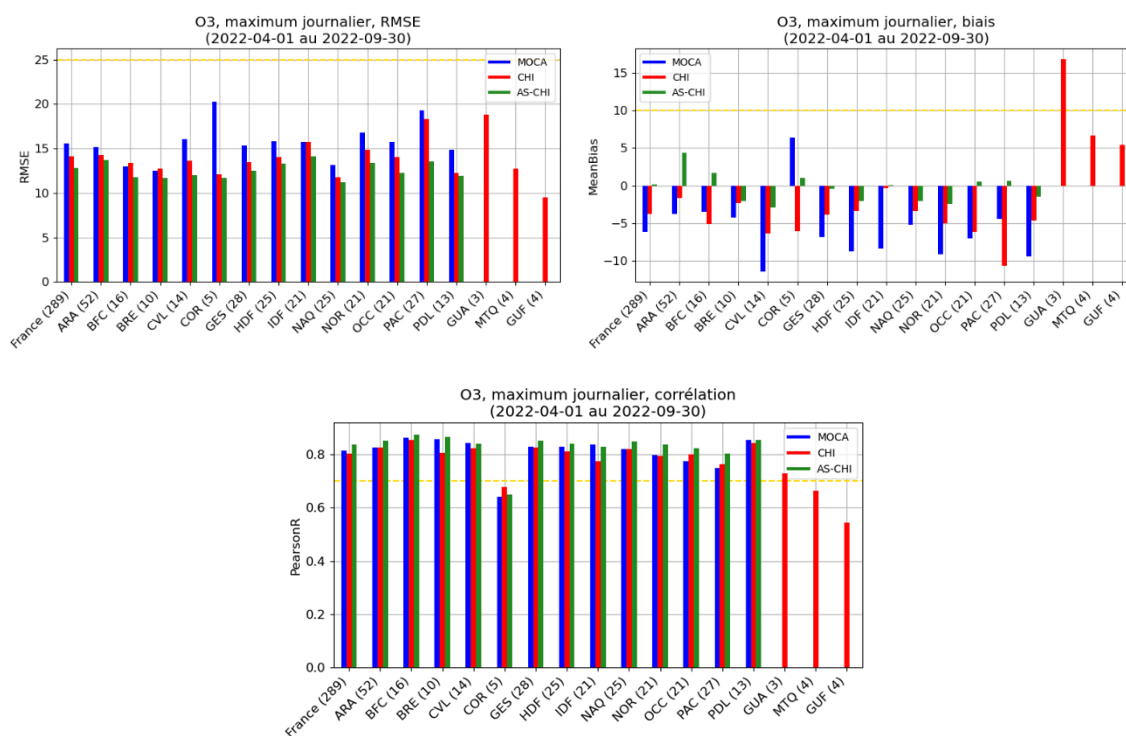 O3, maximum journalier, RMSE
(2022-04-01 au 2022-09-30)
RMSE
25
20
15
10
5
0
MOCA
CHI
AS-CHI
France (289)
ARA (52)
BFC (16)
BRE (10)
CVL (14)
COR (5)
GES (28)
HDF (25)
IDF (21)
NAQ (25)
NOR (21)
OCC (21)
PAC (27)
PDL (13)
GUA (3)
MTQ (4)
GUF (4)
O3, maximum journalier, biais
(2022-04-01 au 2022-09-30)
MeanBias
15
10
5
0
−5
−10
MOCA
CHI
AS-CHI
France (289)
ARA (52)
BFC (16)
BRE (10)
CVL (14)
COR (5)
GES (28)
HDF (25)
IDF (21)
NAQ (25)
NOR (21)
OCC (21)
PAC (27)
PDL (13)
GUA (3)
MTQ (4)
GUF (4)
O3, maximum journalier, corrélation
(2022-04-01 au 2022-09-30)
PearsonR
0.8
0.6
0.4
0.2
0.0
MOCA
CHI
AS-CHI
France (289)
ARA (52)
BFC (16)
BRE (10)
CVL (14)
COR (5)
GES (28)
HDF (25)
IDF (21)
NAQ (25)
NOR (21)
OCC (21)
PAC (27)
PDL (13)
GUA (3)
MTQ (4)
GUF (4)